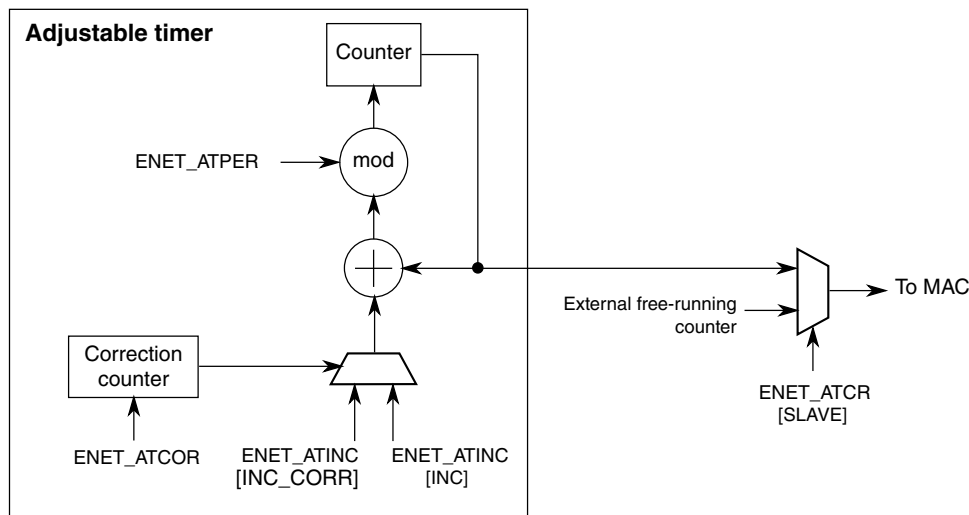 Adjustable timer
Counter
ENET_ATPER
mod
External free-running
counter
To MAC
Correction
counter
ENET_ATCR
[SLAVE]
ENET_ATCOR
ENET_ATINC
[INC_CORR]
ENET_ATINC
[INC]